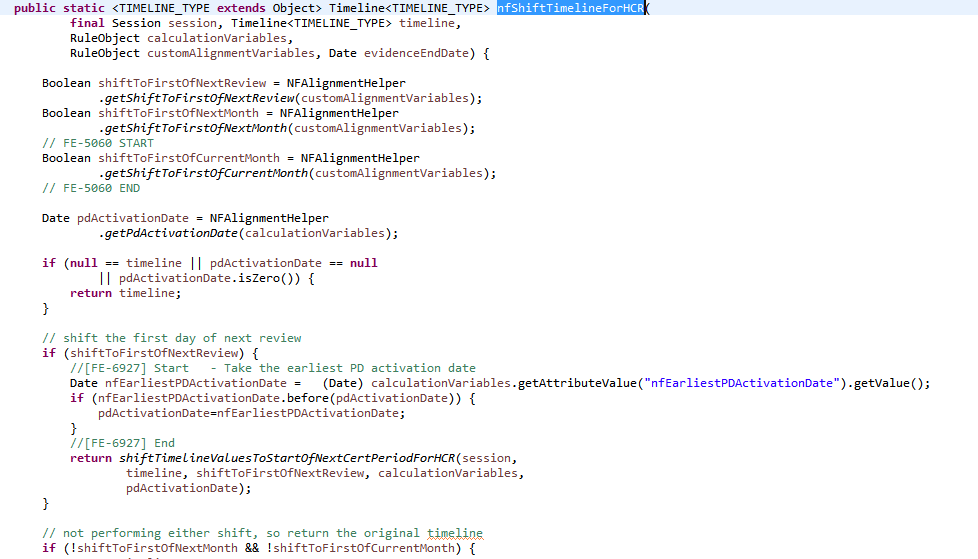 public static <TIMELINE_TYPE extends Object> Timeline<TIMELINE_TYPE> nfShiftTimelineForHCR(
final Session session, Timeline<TIMELINE_TYPE> timeline,
RuleObject calculationVariables,
RuleObject customAlignmentVariables, Date evidenceEndDate) {
Boolean shiftToFirstOfNextReview = NFAlignmentHelper
.getShiftToFirstOfNextReview(customAlignmentVariables);
Boolean shiftToFirstOfNextMonth = NFAlignmentHelper
.getShiftToFirstOfNextMonth(customAlignmentVariables);
// FE-5060 START
Boolean shiftToFirstOfCurrentMonth = NFAlignmentHelper
.getShiftToFirstOfCurrentMonth(customAlignmentVariables);
// FE-5060 END
Date pdActivationDate = NFAlignmentHelper
.getPdActivationDate(calculationVariables);
if (null == timeline || pdActivationDate == null
|| pdActivationDate.isZero()) {
return timeline;
}
// shift the first day of next review
if (shiftToFirstOfNextReview) {
//[FE-6927] Start   - Take the earliest PD activation date
Date nfEarliestPDActivationDate =   (Date) calculationVariables.getAttributeValue("nfEarliestPDActivationDate").getValue();
if (nfEarliestPDActivationDate.before(pdActivationDate)) {
pdActivationDate=nfEarliestPDActivationDate;
}
//[FE-6927] End
return shiftTimelineValuesToStartOfNextCertPeriodForHCR(session,
timeline, shiftToFirstOfNextReview, calculationVariables,
pdActivationDate);
}
// not performing either shift, so return the original timeline
if (!shiftToFirstOfNextMonth && !shiftToFirstOfCurrentMonth) {